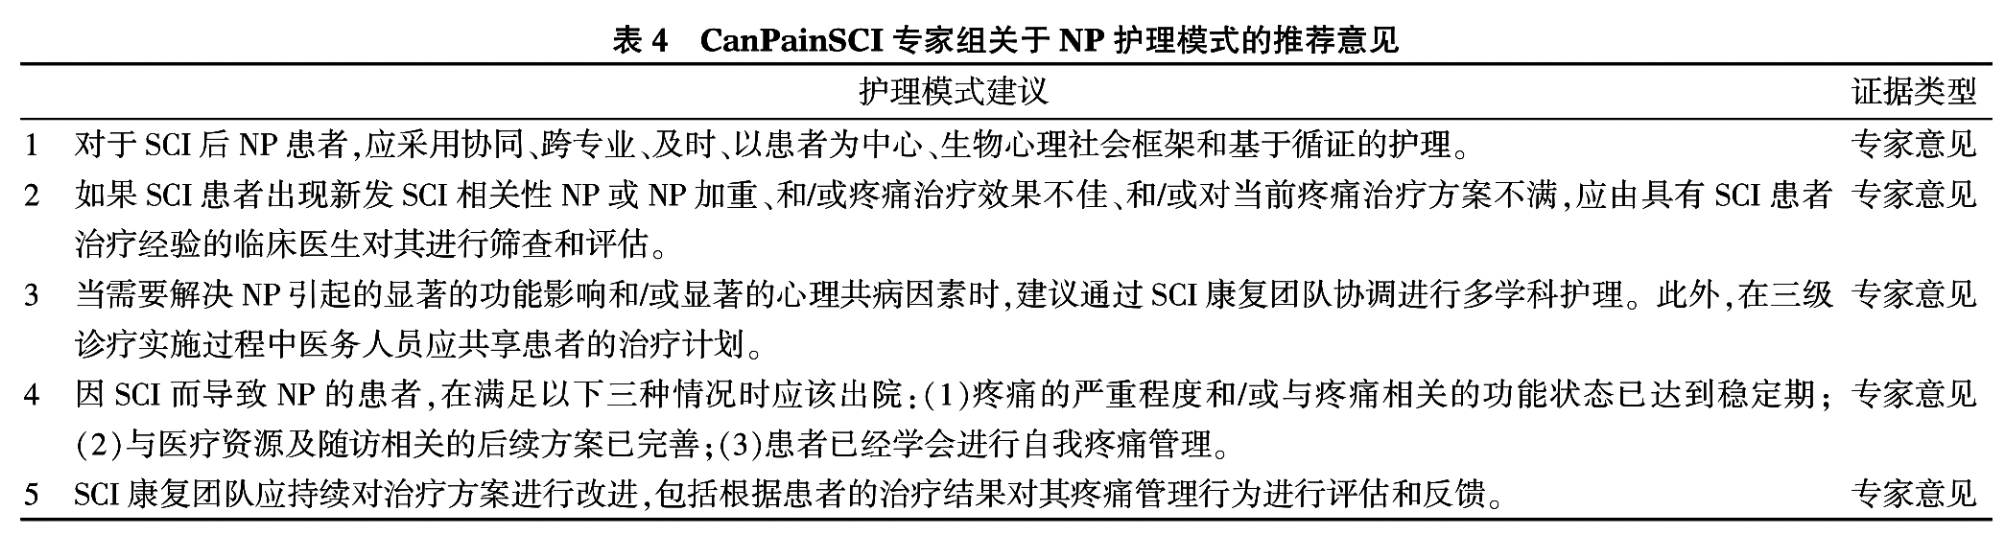 表 4 CanPainSCI 专家组关于 NP 护理模式的推荐意见
护理模式建议 证据类型
1 对于 SCI 后 NP 患者,应采用协同、跨专业、及时、以患者为中心、生物心理社会框架和基于循证的护理。 专家意见
2 如果 SCI 患者出现新发 SCI 相关性 NP 或 NP 加重、和/或疼痛治疗效果不佳、和/或对当前疼痛治疗方案不满,应由具有 SCI 患者 专家意见
治疗经验的临床医生对其进行筛查和评估。
3 当需要解决 NP 引起的显著的功能影响和/或显著的心理共病因素时,建议通过 SCI 康复团队协调进行多学科护理。此外,在三级 专家意见
诊疗实施过程中医务人员应共享患者的治疗计划。
4 因 SCI 而导致 NP 的患者,在满足以下三种情况时应该出院:(1)疼痛的严重程度和/或与疼痛相关的功能状态已达到稳定期; 专家意见
(2)与医疗资源及随访相关的后续方案已完善;(3)患者已经学会进行自我疼痛管理。
5 SCI 康复团队应持续对治疗方案进行改进,包括根据患者的治疗结果对其疼痛管理行为进行评估和反馈。 专家意见